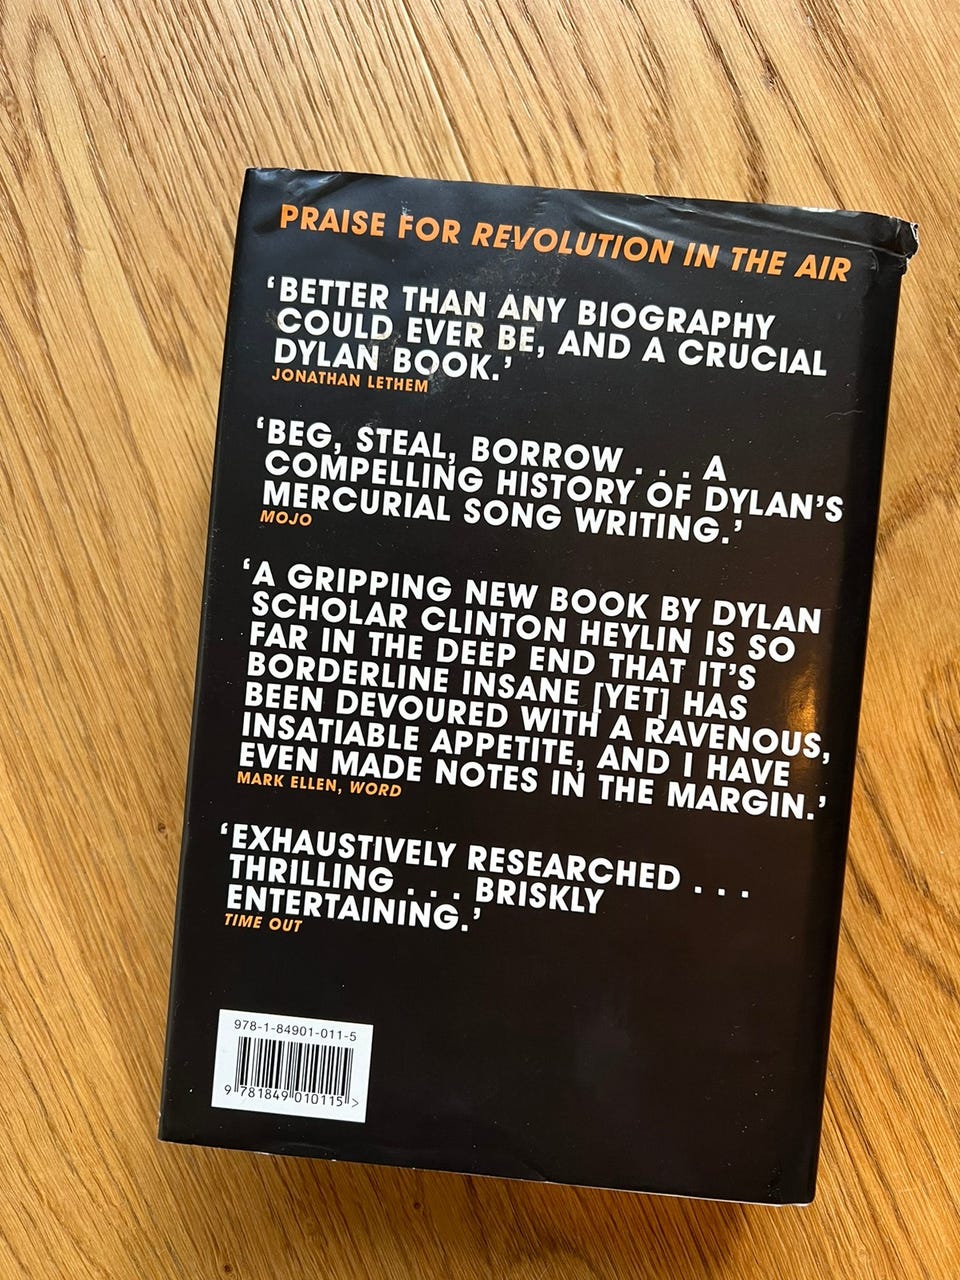 PRAISE FOR REVOLUTION IN THE AIR
‘BETTER THAN ANY BIOGRAPHY
COULD EVER BE, AND A CRUCIAL
DYLAN BOOK.’
JONATHAN LETHEM
‘BEG, STEAL, BORROW . . . A
COMPELLING HISTORY OF DYLAN’S
MERCURIAL SONG WRITING.’
MOJO
‘A GRIPPING NEW BOOK BY DYLAN
SCHOLAR CLINTON HEYLIN IS SO
FAR IN THE DEEP END THAT IT’S
BORDERLINE INSANE [YET] HAS
BEEN DEVOURED WITH A RAVENOUS,
INSATIABLE APPETITE, AND I HAVE
EVEN MADE NOTES IN THE MARGIN.’
MARK ELLEN, WORD
‘EXHAUSTIVELY RESEARCHED . . .
THRILLING . . . BRISKLY
ENTERTAINING.’
TIME OUT
978-1-84901-011-5
9 781849 010115 >